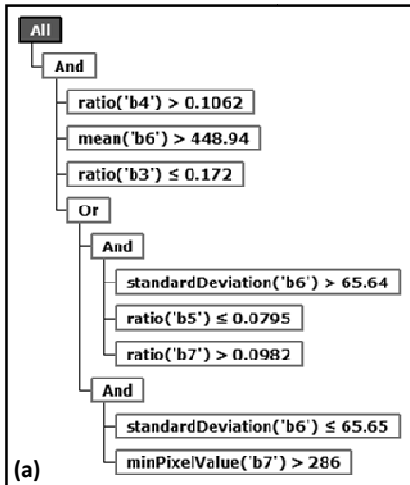 All
And
ratio('b4') > 0.1062
mean('b6') > 448.94
ratio('b3') ≤ 0.172
Or
And
standardDeviation('b6') > 65.64
ratio('b5') ≤ 0.0795
ratio('b7') > 0.0982
And
standardDeviation('b6') ≤ 65.65
minPixelValue('b7') > 286
(a)